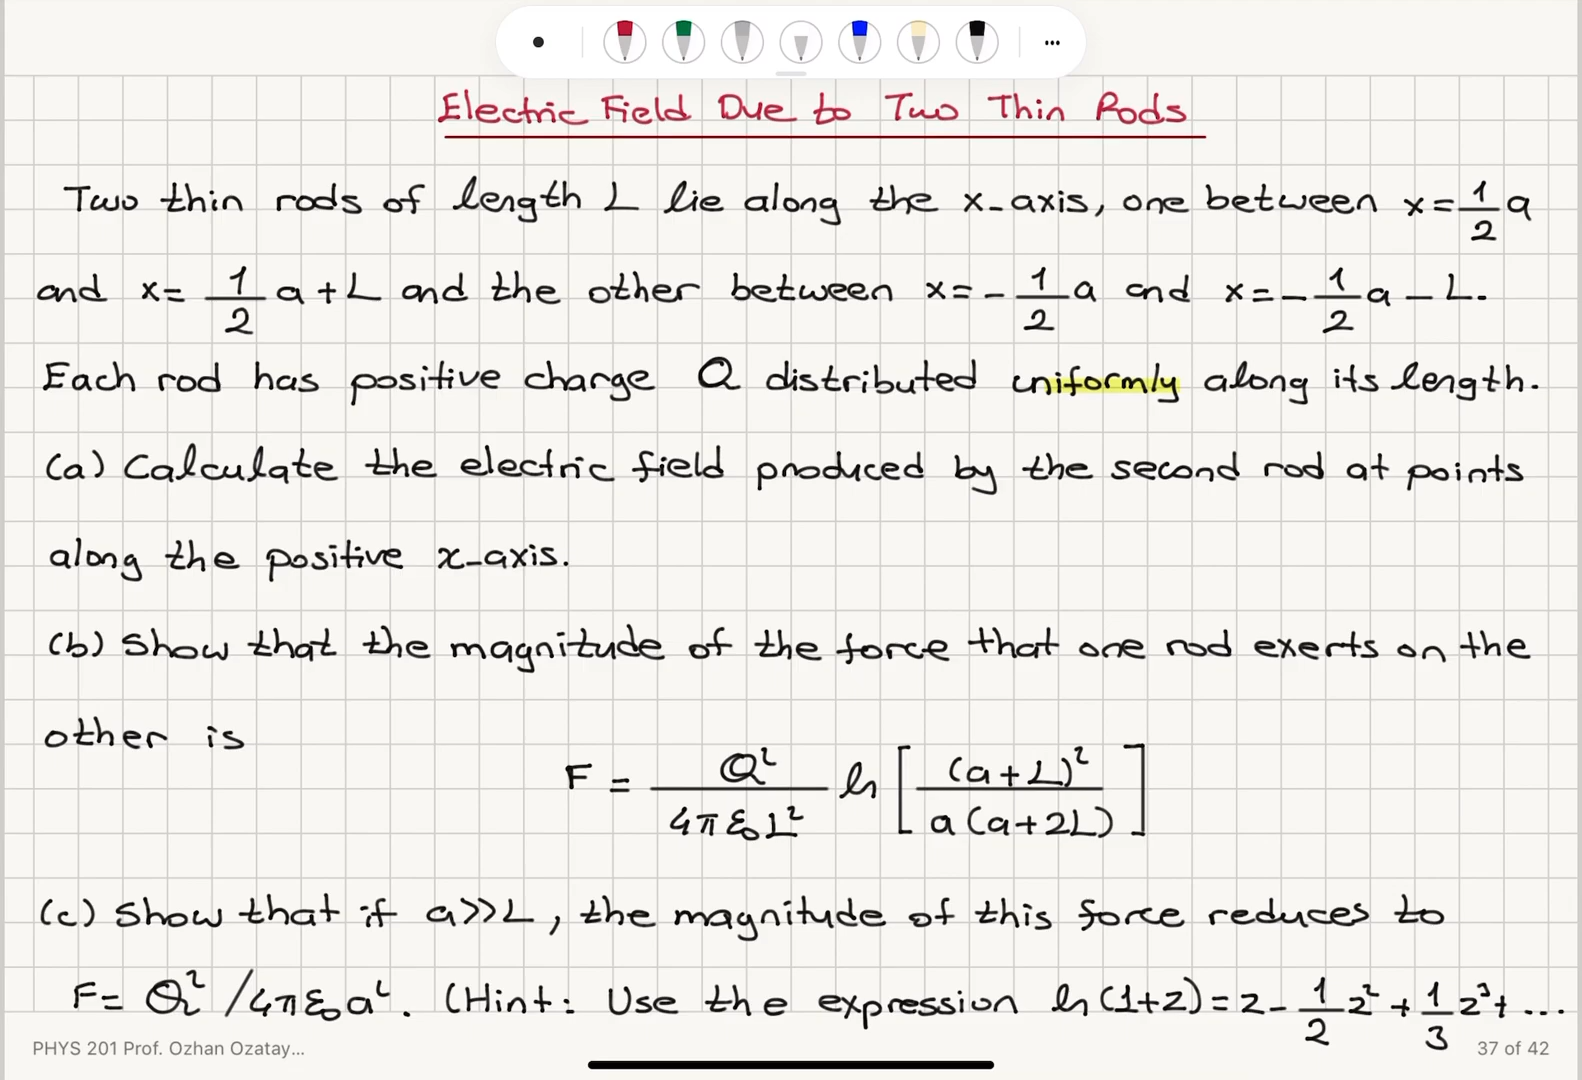 Electric Field Due to Two Thin Rods
Two thin rods of length L lie along the x-axis, one between x = 1/2 a
and x = 1/2 a + L and the other between x = - 1/2 a and x = - 1/2 a - L.
Each rod has positive charge Q distributed uniformly along its length.
(a) Calculate the electric field produced by the second rod at points
along the positive x-axis.
(b) Show that the magnitude of the force that one rod exerts on the
other is
F = Q² / 4πε₀L² ln [ (a+L)² / a(a+2L) ]
(c) Show that if a>>L, the magnitude of this force reduces to
F = Q²/4πε₀a². (Hint: Use the expression ln(1+z) = z - 1/2 z² + 1/3 z³ + ...
PHYS 201 Prof. Ozhan Ozatay...
37 of 42